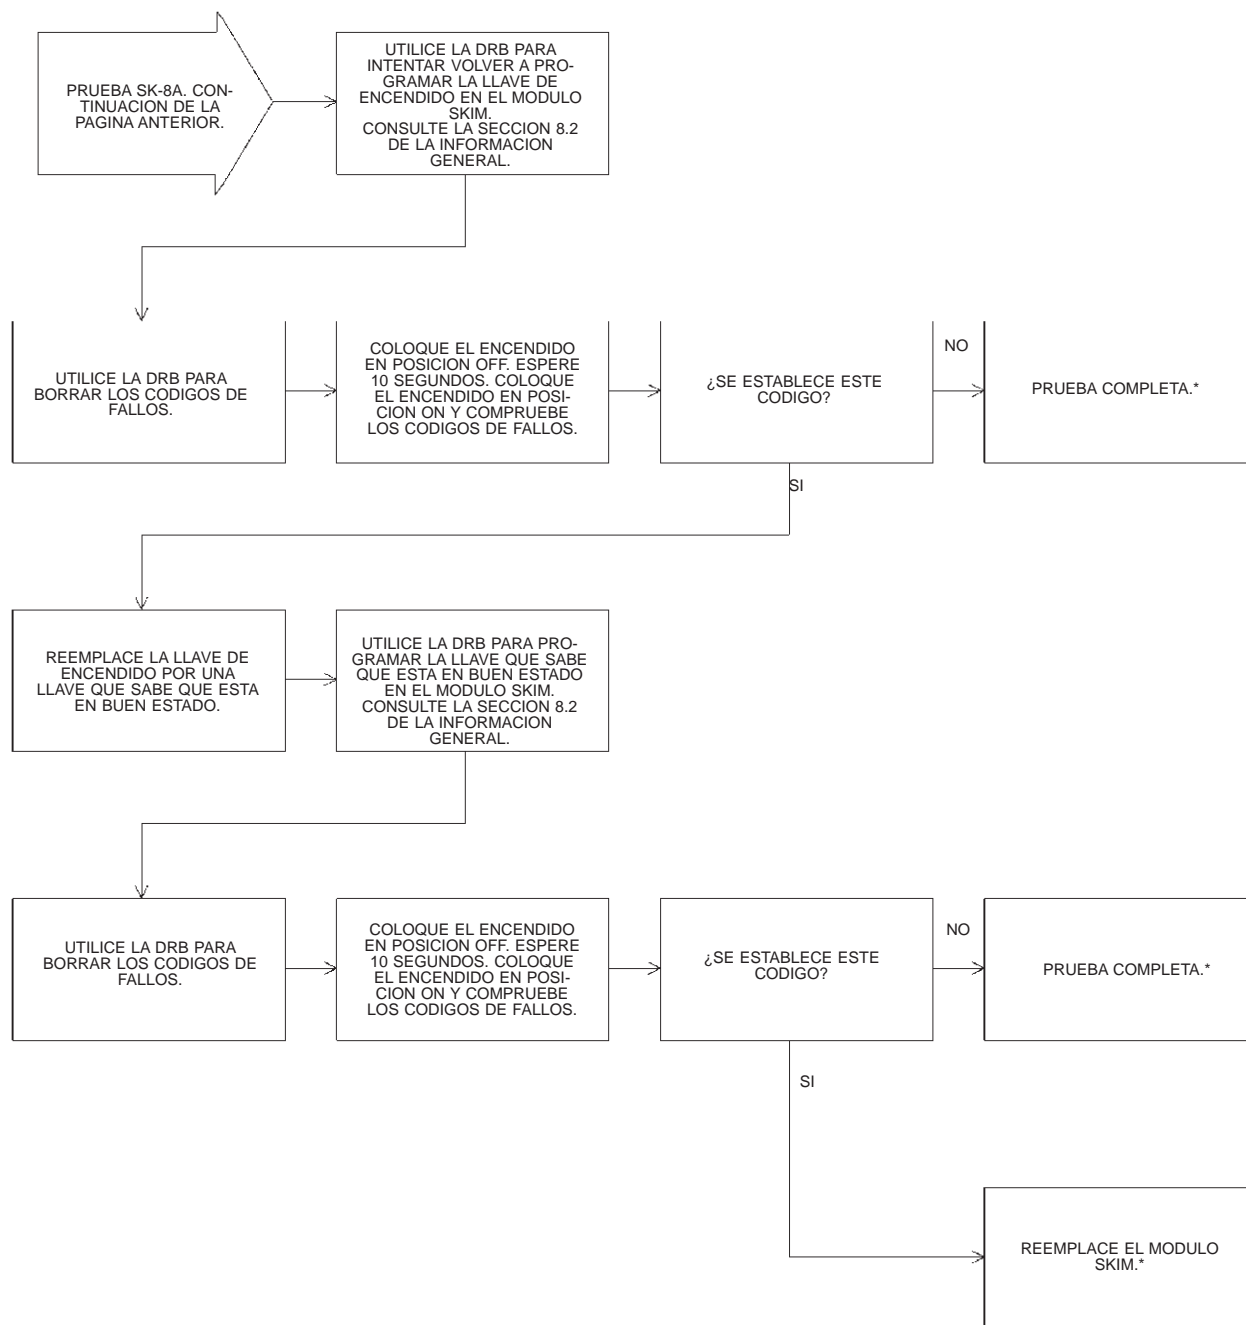 PRUEBA SK-8A. CON-
TINUACION DE LA
PAGINA ANTERIOR.
UTILICE LA DRB PARA
INTENTAR VOLVER A PRO-
GRAMAR LA LLAVE DE
ENCENDIDO EN EL MODULO
SKIM.
CONSULTE LA SECCION 8.2
DE LA INFORMACION
GENERAL.
UTILICE LA DRB PARA
BORRAR LOS CODIGOS DE
FALLOS.
COLOQUE EL ENCENDIDO
EN POSICION OFF. ESPERE
10 SEGUNDOS. COLOQUE
EL ENCENDIDO EN POSI-
CION ON Y COMPRUEBE
LOS CODIGOS DE FALLOS.
¿SE ESTABLECE ESTE
CODIGO?
NO
PRUEBA COMPLETA.*
SI
REEMPLACE LA LLAVE DE
ENCENDIDO POR UNA
LLAVE QUE SABE QUE ESTA
EN BUEN ESTADO.
UTILICE LA DRB PARA PRO-
GRAMAR LA LLAVE QUE SABE
QUE ESTA EN BUEN ESTADO
EN EL MODULO SKIM.
CONSULTE LA SECCION 8.2
DE LA INFORMACION
GENERAL.
UTILICE LA DRB PARA
BORRAR LOS CODIGOS DE
FALLOS.
COLOQUE EL ENCENDIDO
EN POSICION OFF. ESPERE
10 SEGUNDOS. COLOQUE
EL ENCENDIDO EN POSI-
CION ON Y COMPRUEBE
LOS CODIGOS DE FALLOS.
¿SE ESTABLECE ESTE
CODIGO?
NO
PRUEBA COMPLETA.*
SI
REEMPLACE EL MODULO
SKIM.*